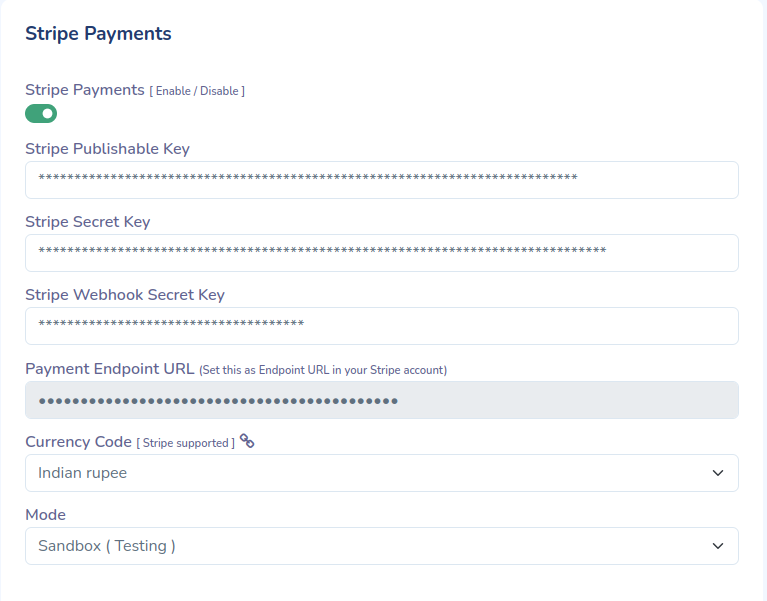 Stripe Payments
Stripe Payments [ Enable / Disable ]
Stripe Publishable Key
***************************************************************************
Stripe Secret Key
*******************************************************************************
Stripe Webhook Secret Key
*************************************
Payment Endpoint URL (Set this as Endpoint URL in your Stripe account)
••••••••••••••••••••••••••••••••••••••••••••
Currency Code [ Stripe supported ]
Indian rupee
Mode
Sandbox ( Testing )